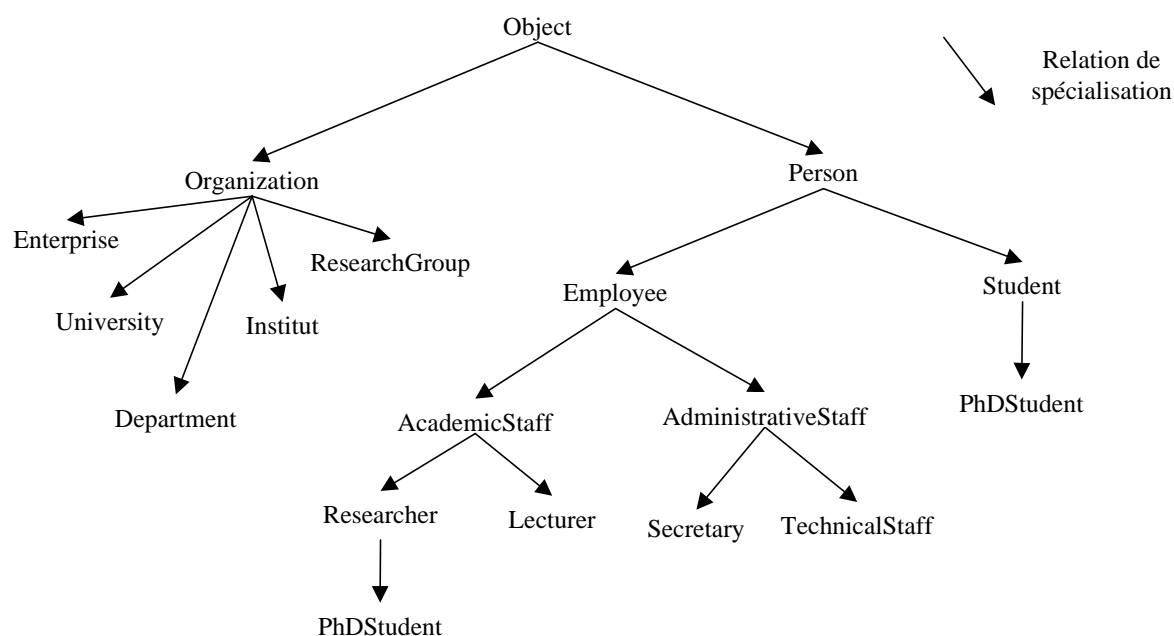 Object
Relation de
spécialisation
Organization
Person
Enterprise
ResearchGroup
Employee
Student
University
Institut
Department
AcademicStaff
AdministrativeStaff
PhDStudent
Researcher
Lecturer
Secretary
TechnicalStaff
PhDStudent